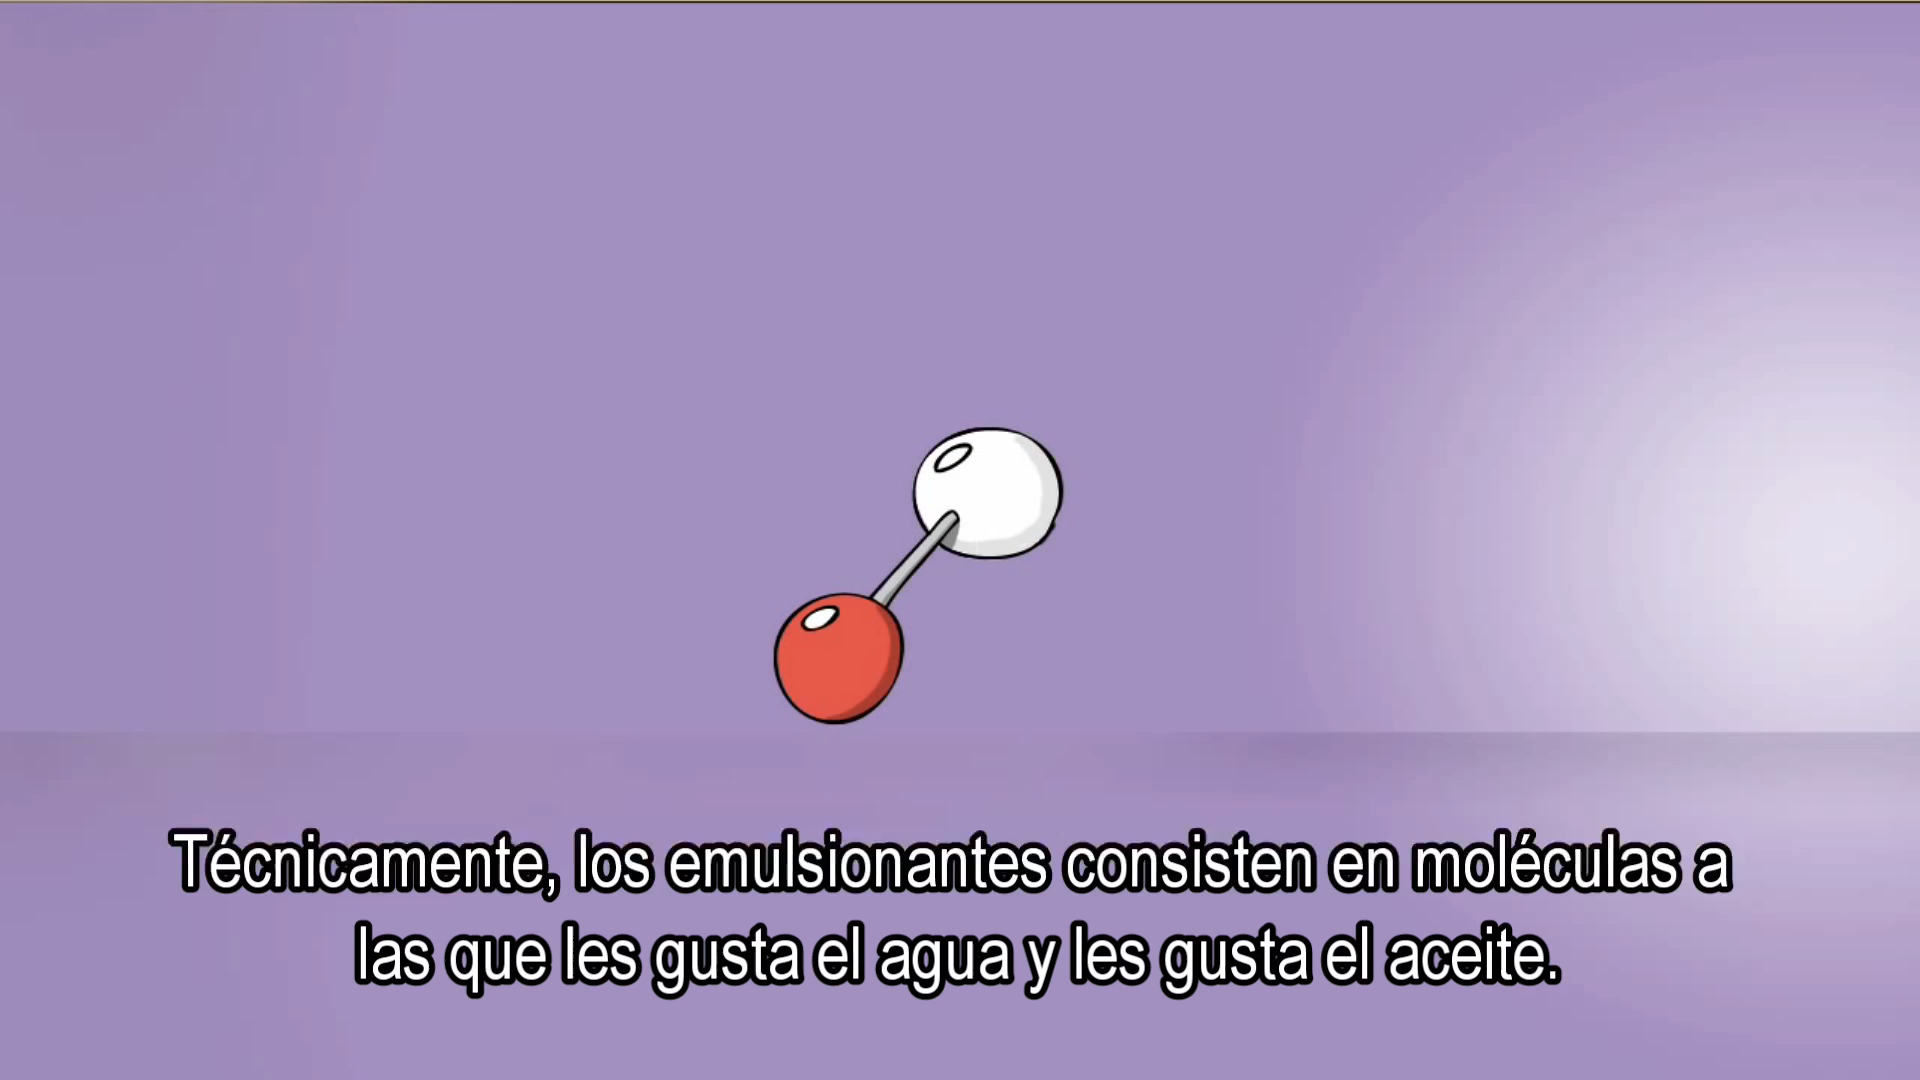 Técnicamente, los emulsionantes consisten en moléculas a
las que les gusta el agua y les gusta el aceite.